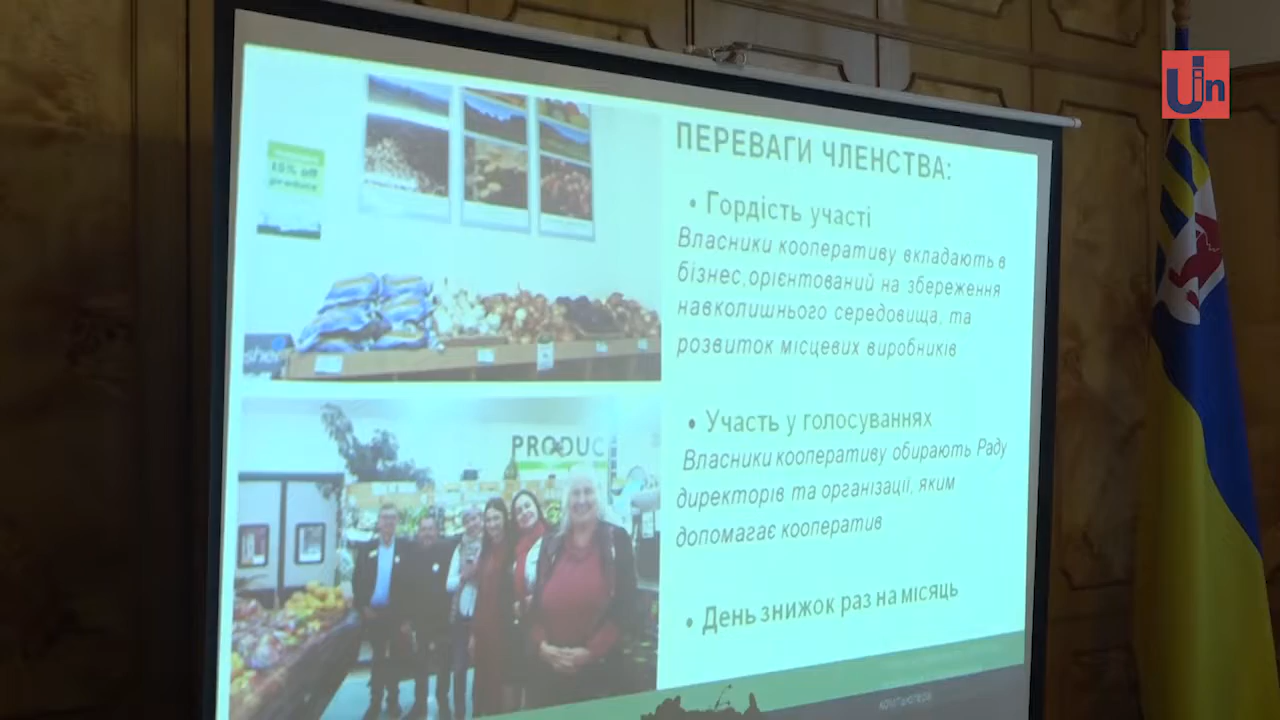 Uin
15% off
ПЕРЕВАГИ ЧЛЕНСТВА:
• Гордість участі
Власники кооперативу вкладають в
бізнес,орієнтований на збереження
навколишнього середовища, та
розвиток місцевих виробників
PRODUC
• Участь у голосуваннях
Власники кооперативу обирають Раду
директорів та організації, яким
допомагає кооператив
• День знижок раз на місяць